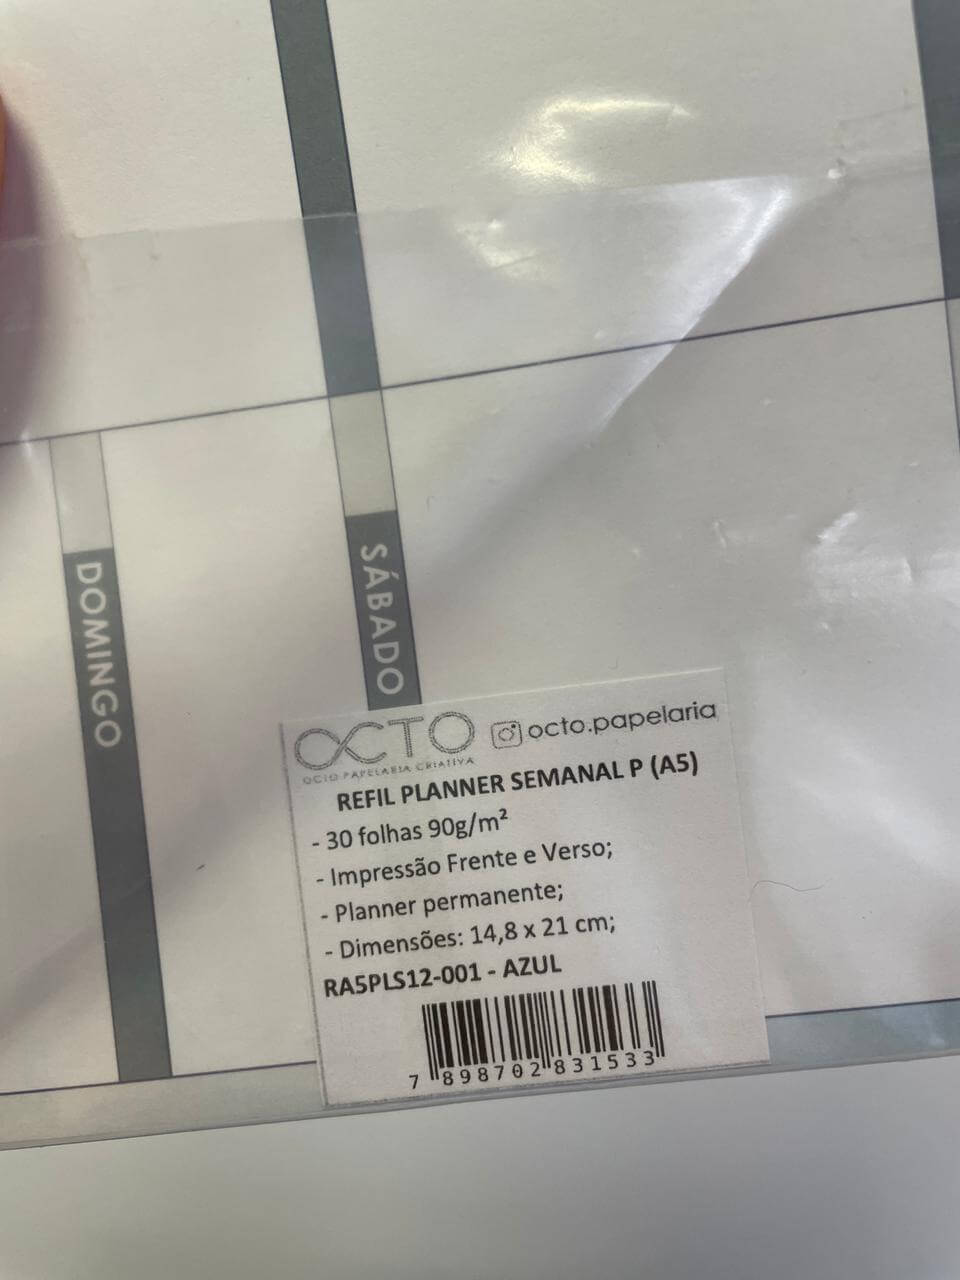 DOMINGO
SÁBADO
OCTO
OCTO PAPELARIA CRIATIVA
octo.papelaria
REFIL PLANNER SEMANAL P (A5)
- 30 folhas 90g/m²
- Impressão Frente e Verso;
- Planner permanente;
- Dimensões: 14,8 x 21 cm;
RA5PLS12-001 - AZUL
7 898702 831533